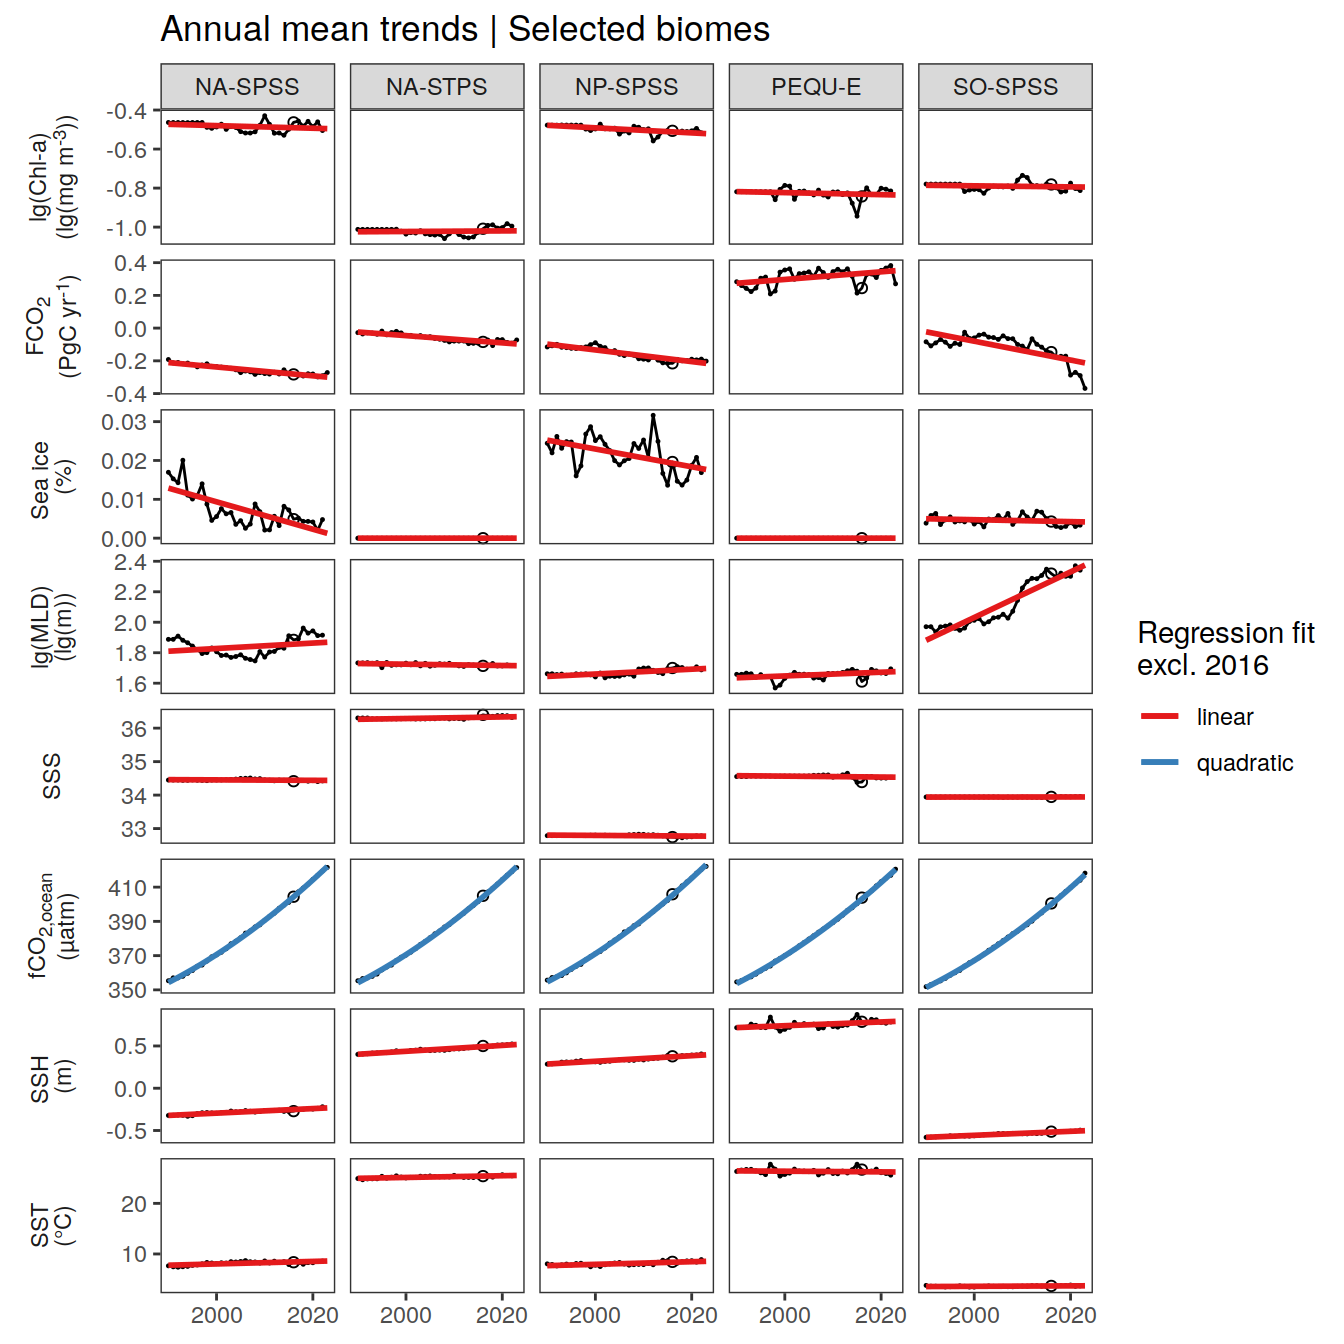 Annual mean trends | Selected biomes
NA-SPSS NA-STPS NP-SPSS PEQU-E SO-SPSS
lg(Chl-a)
(lg(mg m⁻³))
-0.4
-0.6
-0.8
-1.0
FCO₂
(PgC yr⁻¹)
0.4
0.2
0.0
-0.2
-0.4
Sea ice
(%)
0.03
0.02
0.01
0.00
lg(MLD)
(lg(m))
2.4
2.2
2.0
1.8
1.6
SSS
36
35
34
33
fCO₂,ocean
(µatm)
410
390
370
350
SSH
(m)
0.5
0.0
-0.5
SST
(°C)
20
10
2000 2020 2000 2020 2000 2020 2000 2020 2000 2020
Regression fit
excl. 2016
linear
quadratic